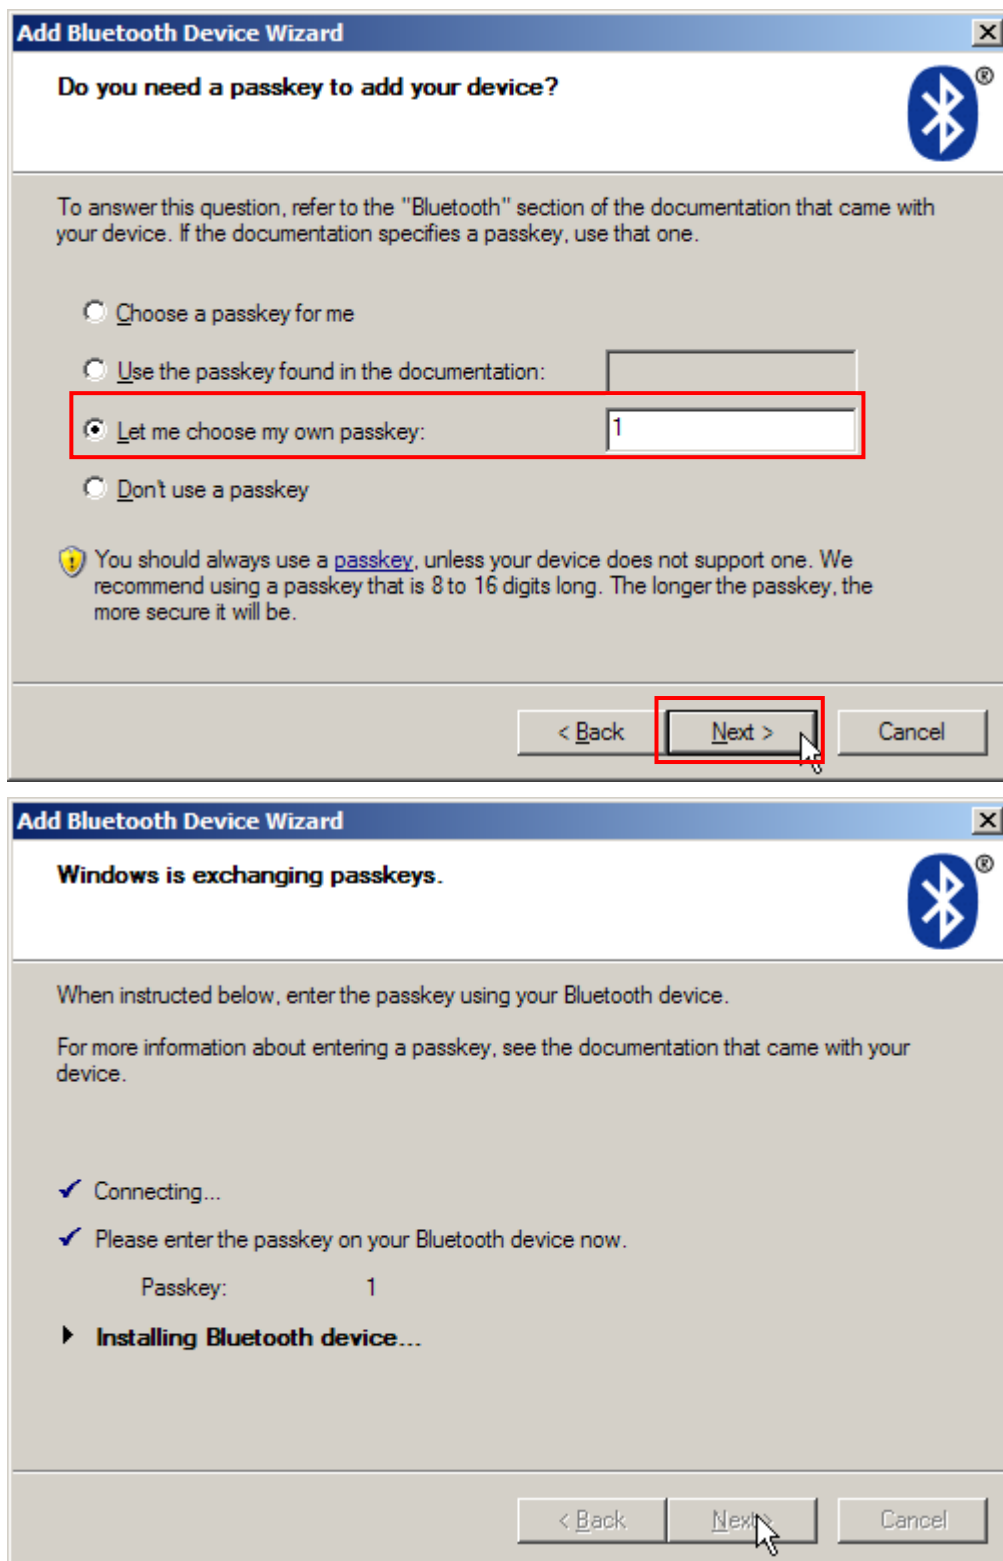 Add Bluetooth Device Wizard
Do you need a passkey to add your device?
®
To answer this question, refer to the "Bluetooth" section of the documentation that came with
your device. If the documentation specifies a passkey, use that one.
Choose a passkey for me
Use the passkey found in the documentation:
Let me choose my own passkey: 1
Don't use a passkey
You should always use a passkey, unless your device does not support one. We
recommend using a passkey that is 8 to 16 digits long. The longer the passkey, the
more secure it will be.
< Back Next > Cancel
Add Bluetooth Device Wizard
Windows is exchanging passkeys.
®
When instructed below, enter the passkey using your Bluetooth device.
For more information about entering a passkey, see the documentation that came with your
device.
Connecting...
Please enter the passkey on your Bluetooth device now.
Passkey: 1
Installing Bluetooth device...
< Back Next > Cancel